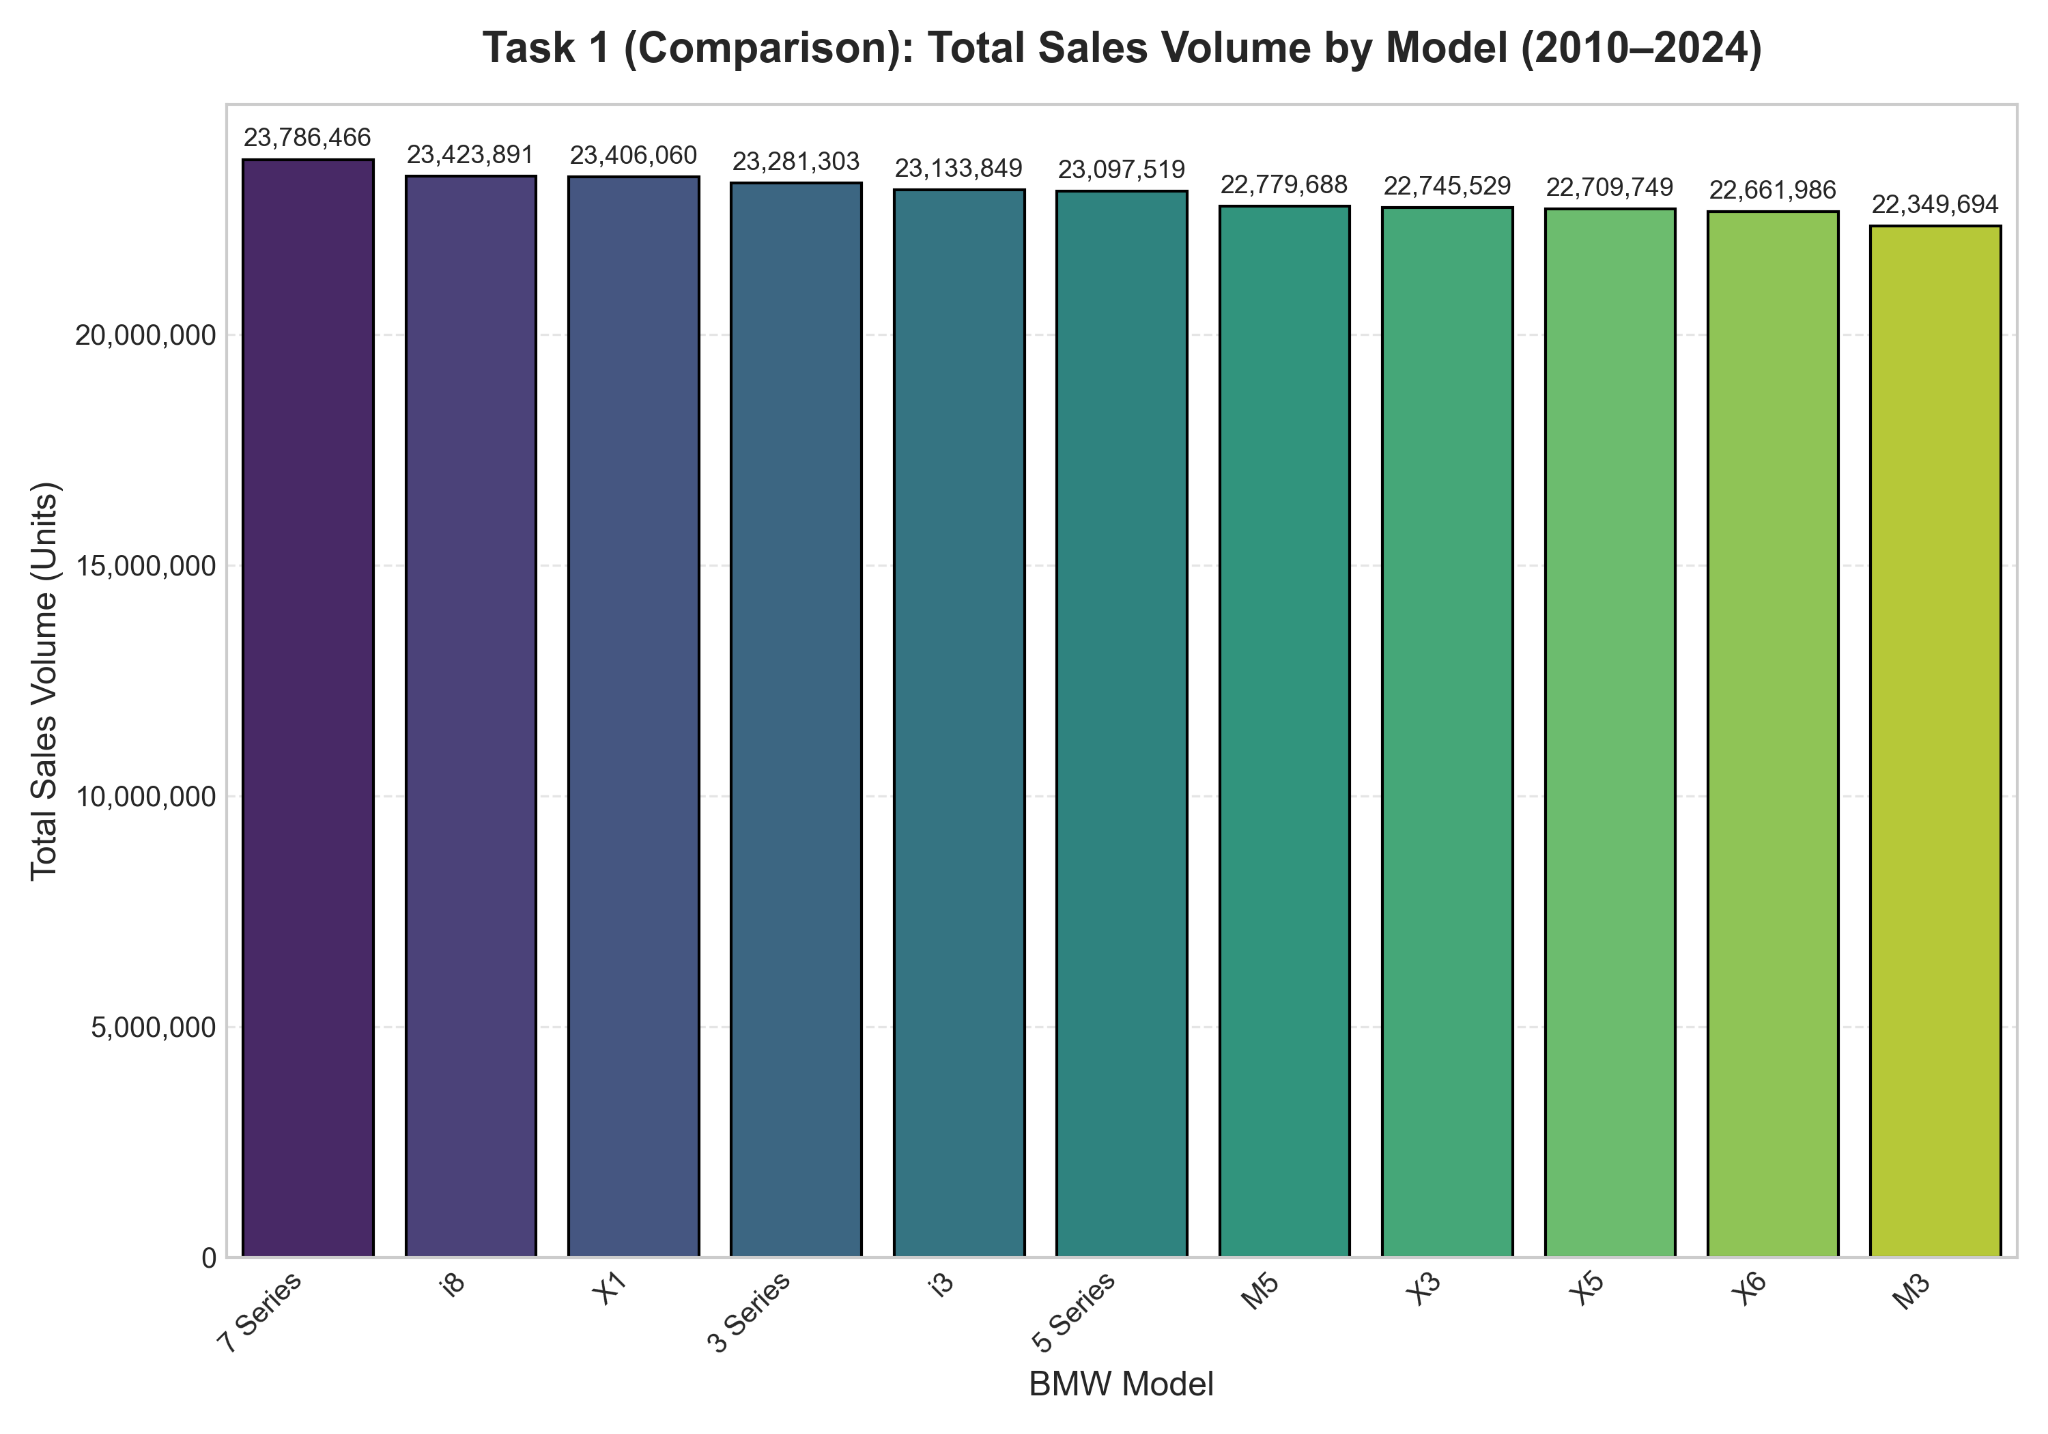 Task 1 (Comparison): Total Sales Volume by Model (2010–2024)
23,786,466
23,423,891
23,406,060
23,281,303
23,133,849
23,097,519
22,779,688
22,745,529
22,709,749
22,661,986
22,349,694
Total Sales Volume (Units)
20,000,000
15,000,000
10,000,000
5,000,000
0
7 Series
i8
X1
3 Series
i3
5 Series
M5
X3
X5
X6
M3
BMW Model